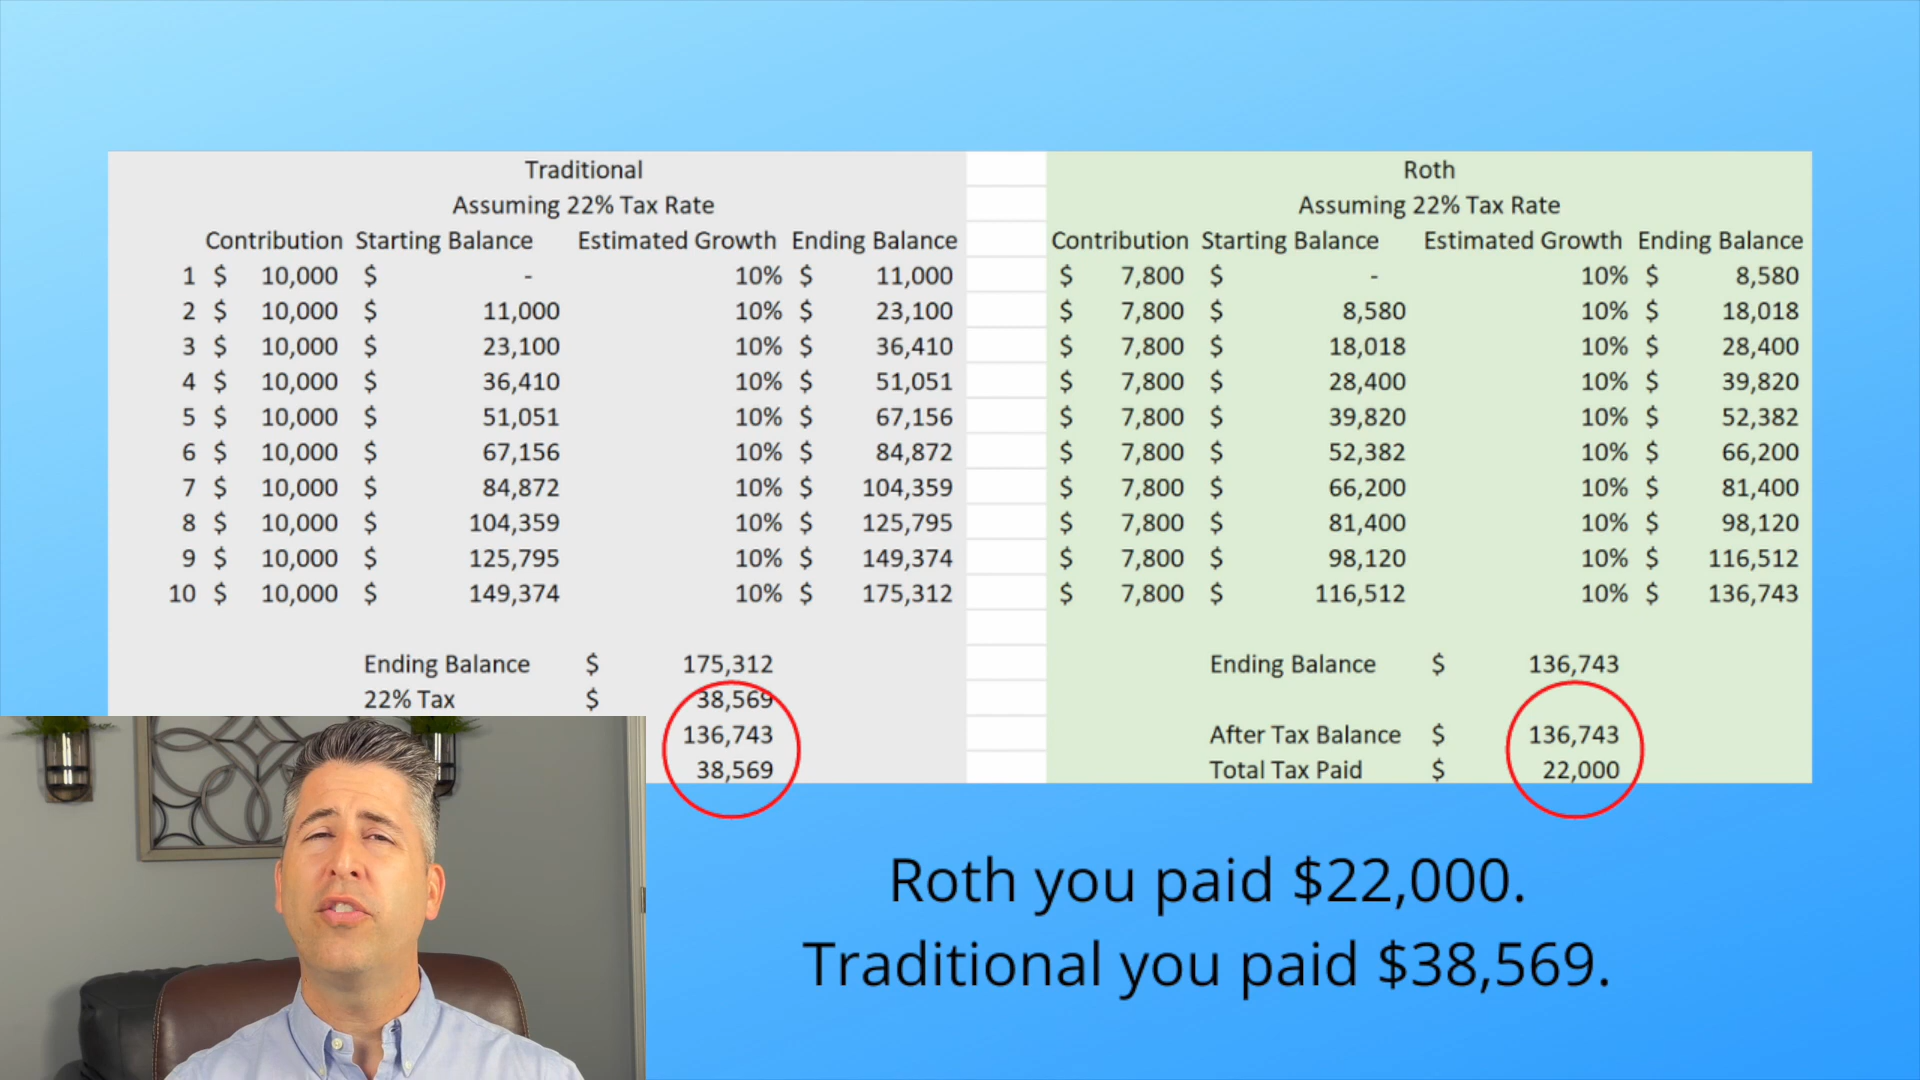 Traditional
Assuming 22% Tax Rate
Contribution Starting Balance Estimated Growth Ending Balance
1 $ 10,000 $ - 10% $ 11,000
2 $ 10,000 $ 11,000 10% $ 23,100
3 $ 10,000 $ 23,100 10% $ 36,410
4 $ 10,000 $ 36,410 10% $ 51,051
5 $ 10,000 $ 51,051 10% $ 67,156
6 $ 10,000 $ 67,156 10% $ 84,872
7 $ 10,000 $ 84,872 10% $ 104,359
8 $ 10,000 $ 104,359 10% $ 125,795
9 $ 10,000 $ 125,795 10% $ 149,374
10 $ 10,000 $ 149,374 10% $ 175,312
Ending Balance $ 175,312
22% Tax $ 38,569
136,743
38,569
Roth
Assuming 22% Tax Rate
Contribution Starting Balance Estimated Growth Ending Balance
$ 7,800 $ - 10% $ 8,580
$ 7,800 $ 8,580 10% $ 18,018
$ 7,800 $ 18,018 10% $ 28,400
$ 7,800 $ 28,400 10% $ 39,820
$ 7,800 $ 39,820 10% $ 52,382
$ 7,800 $ 52,382 10% $ 66,200
$ 7,800 $ 66,200 10% $ 81,400
$ 7,800 $ 81,400 10% $ 98,120
$ 7,800 $ 98,120 10% $ 116,512
$ 7,800 $ 116,512 10% $ 136,743
Ending Balance $ 136,743
After Tax Balance $ 136,743
Total Tax Paid $ 22,000
Roth you paid $22,000.
Traditional you paid $38,569.